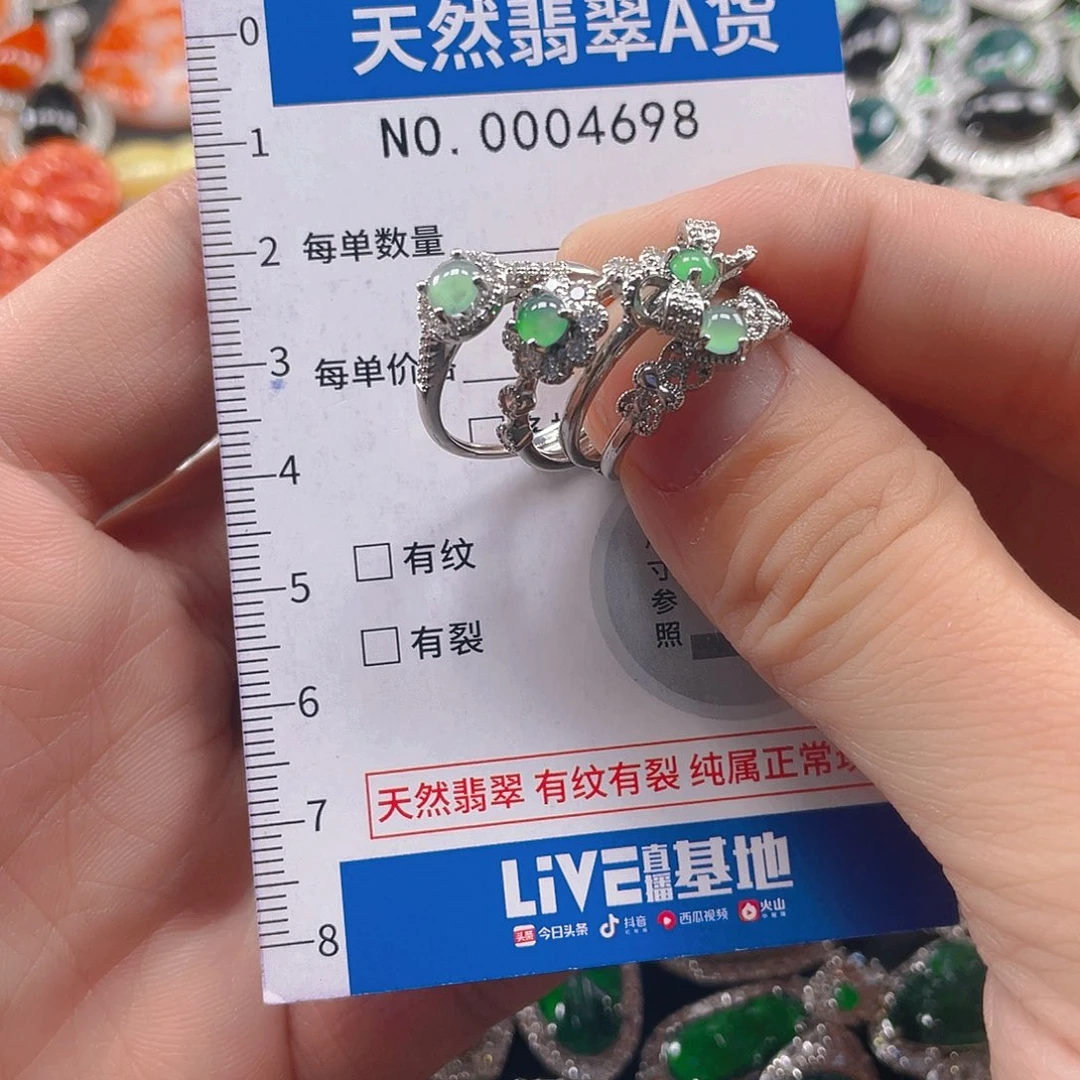 天然翡翠A货
NO. 0004698
0
1
2
3
4
5
6
7
8
每单数量
每单价
有纹
有裂
寸参照
天然翡翠 有纹有裂 纯属正常
LiVE直播基地
头条 今日头条 抖音 西瓜视频 火山